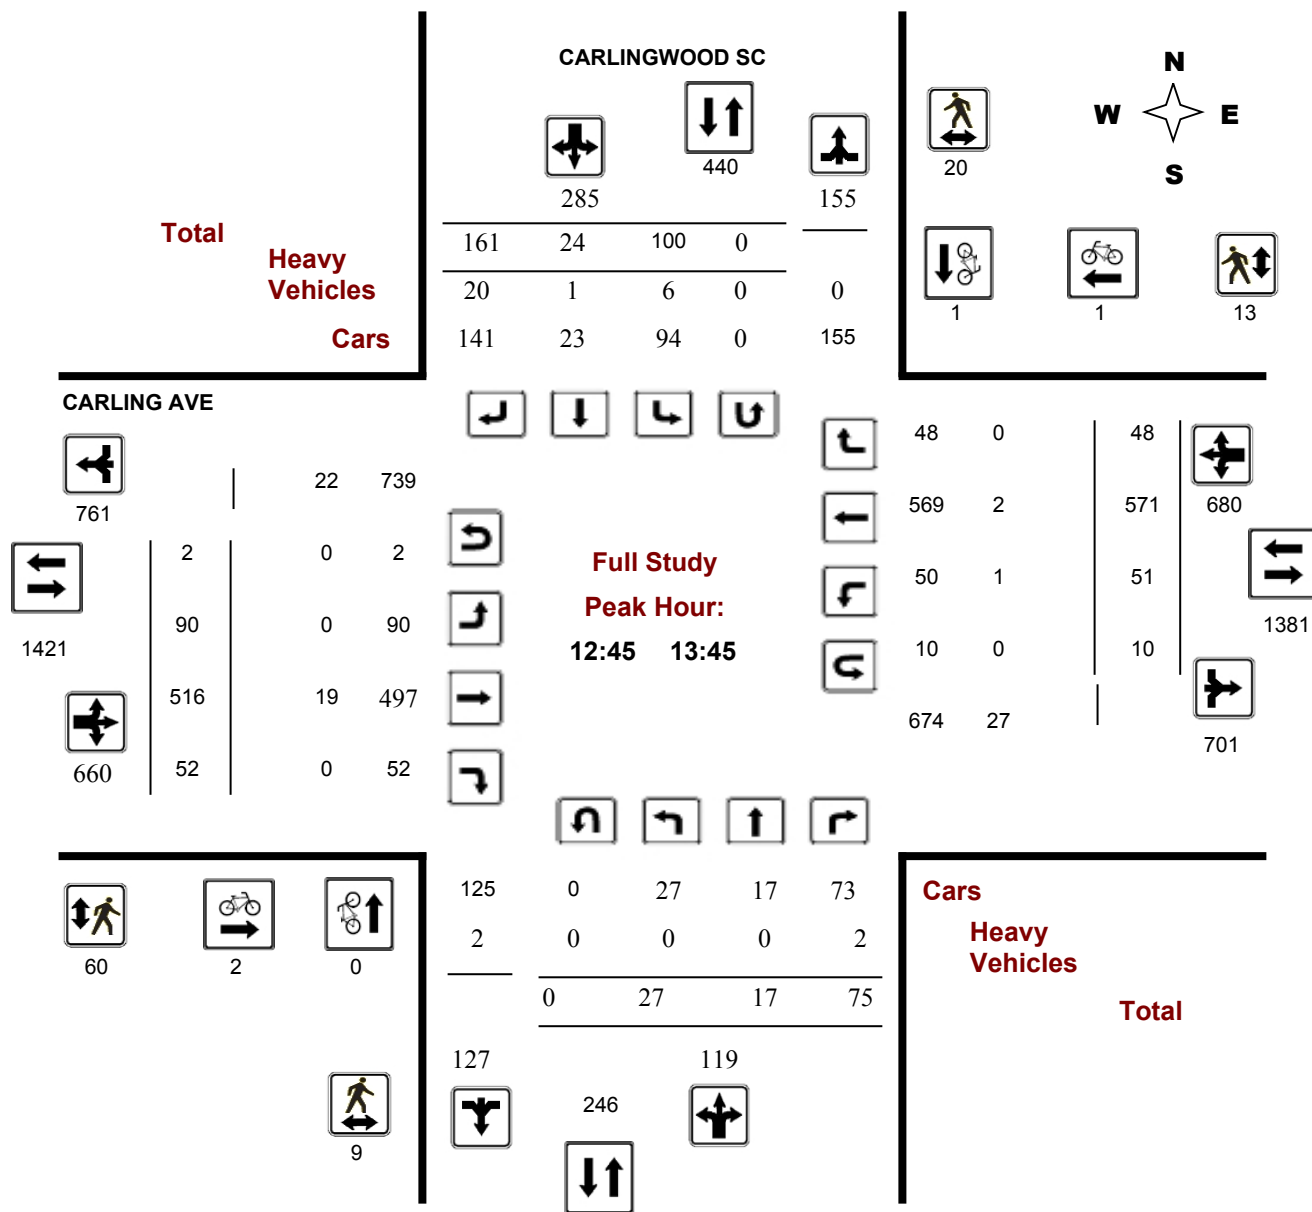 CARLINGWOOD SC
N
W E
S
440
20
285 155
Total
161 24 100 0
Heavy
Vehicles
20 1 6 0 0
1 1 13
Cars
141 23 94 0 155
CARLING AVE
48 0 48
22 739
761
569 2 571 680
2 0 2
Full Study
50 1 51
Peak Hour:
90 0 90
1421
1381
12:45 13:45
10 0 10
516 19 497
674 27
701
660
52 0 52
125 0 27 17 73
Cars
2 0 0 0 2
Heavy
Vehicles
60 2 0
0 27 17 75
Total
127 119
246
9